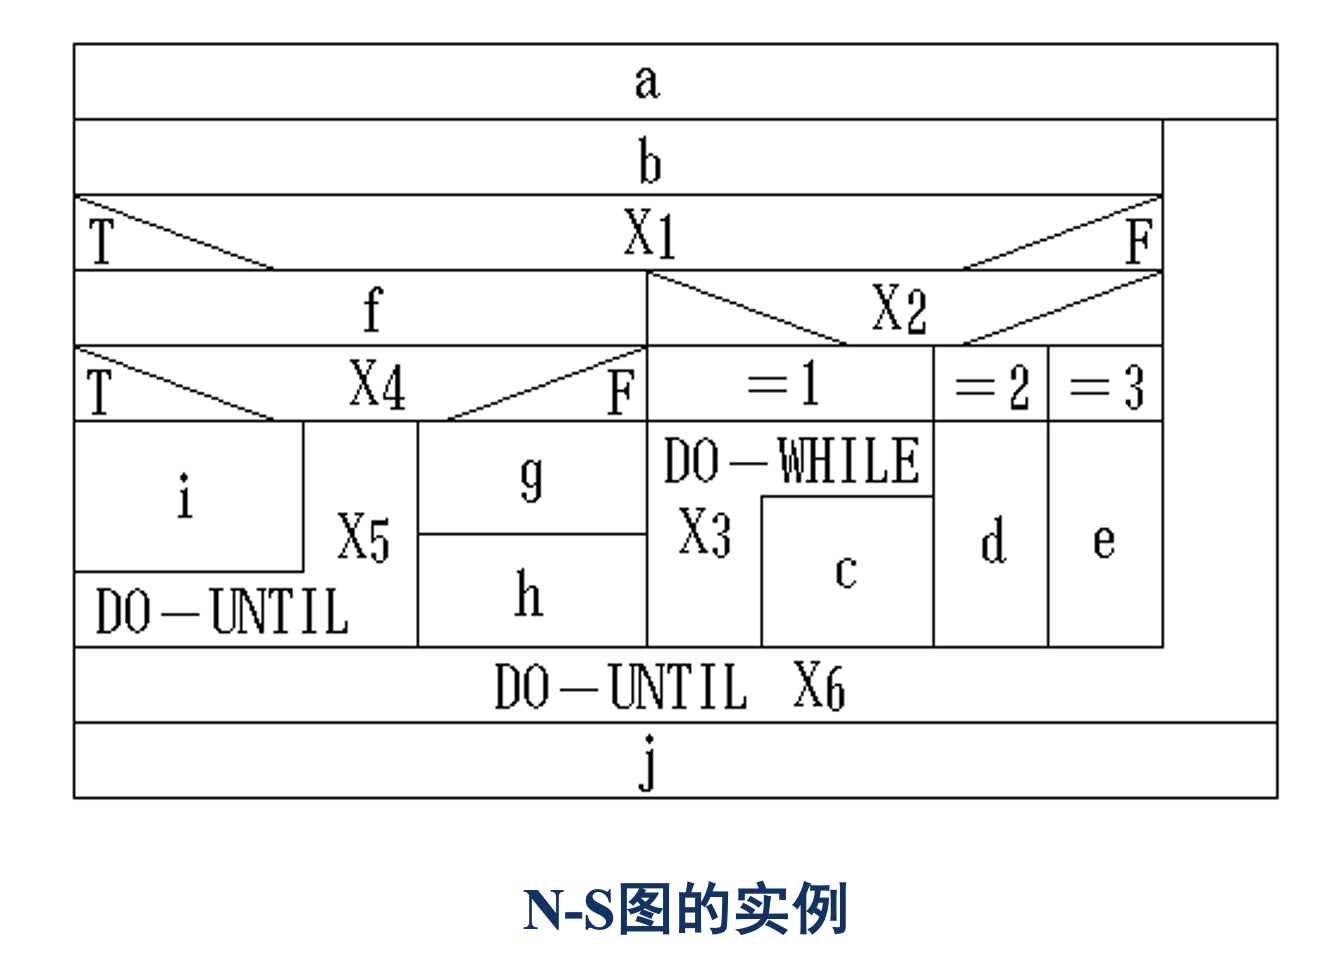 a
b
T X1 F
f X2
T X4 F =1 =2 =3
i X5 g DO-WHILE
X3 c d e
h
DO-UNTIL
DO-UNTIL X6
j
N-S图的实例